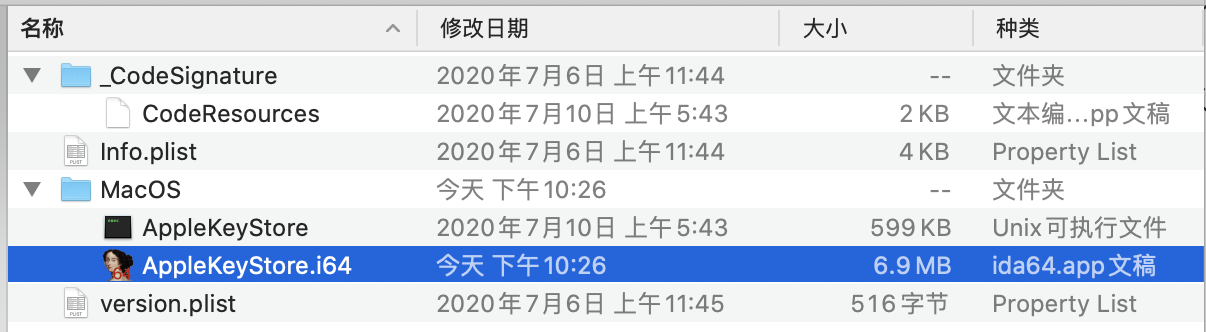 名称 修改日期 大小 种类
_CodeSignature 2020年7月6日 上午11:44 -- 文件夹
CodeResources 2020年7月10日 上午5:43 2 KB 文本编…pp文稿
Info.plist 2020年7月6日 上午11:44 4 KB Property List
MacOS 今天 下午10:26 -- 文件夹
AppleKeyStore 2020年7月10日 上午5:43 599 KB Unix可执行文件
AppleKeyStore.i64 今天 下午10:26 6.9 MB ida64.app文稿
version.plist 2020年7月6日 上午11:45 516字节 Property List